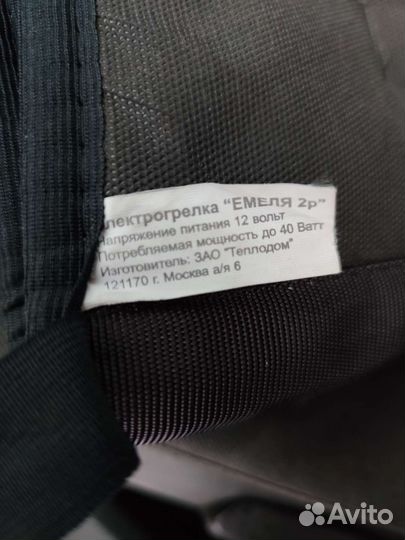 лектрогрелка "ЕМЕЛЯ 2р"
Напряжение питания 12 вольт
Потребляемая мощность до 40 Ватт
Изготовитель: ЗАО "Теплодом"
121170 г. Москва а/я 6
Avito